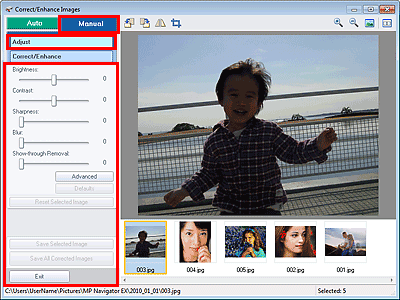 Correct/Enhance Images
Auto
Manual
Adjust
Correct/Enhance
Brightness:
0
Contrast:
0
Sharpness:
0
Blur:
0
Show-through Removal:
0
Advanced
Defaults
Reset Selected Image
Save Selected Image
Save All Corrected Images
Exit
003.jpg
004.jpg
005.jpg
002.jpg
001.jpg
C:\Users\UserName\Pictures\MP Navigator EX\2010_01_01\003.jpg
Selected: 5